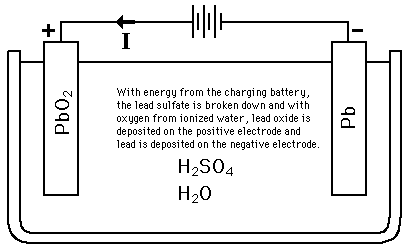 + I −
PbO₂
With energy from the charging battery,
the lead sulfate is broken down and with
oxygen from ionized water, lead oxide is
deposited on the positive electrode and
lead is deposited on the negative electrode.
H₂SO₄
H₂O
Pb